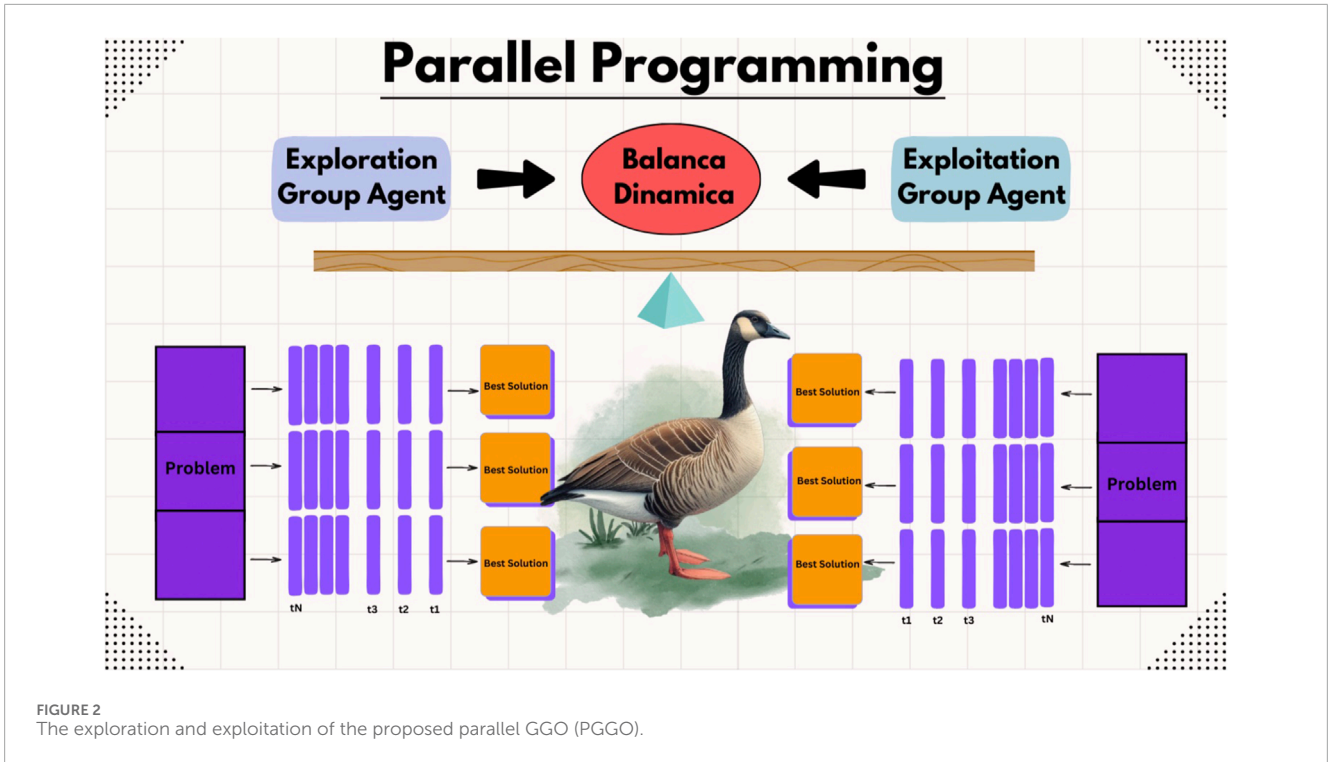 Parallel Programming
Exploration
Group Agent
Balanca
Dinamica
Exploitation
Group Agent
Best Solution
Problem
Best Solution
Best Solution
tN
t3
t2
t1
Best Solution
Best Solution
Problem
Best Solution
t1
t2
t3
tN
FIGURE 2
The exploration and exploitation of the proposed parallel GGO (PGGO).